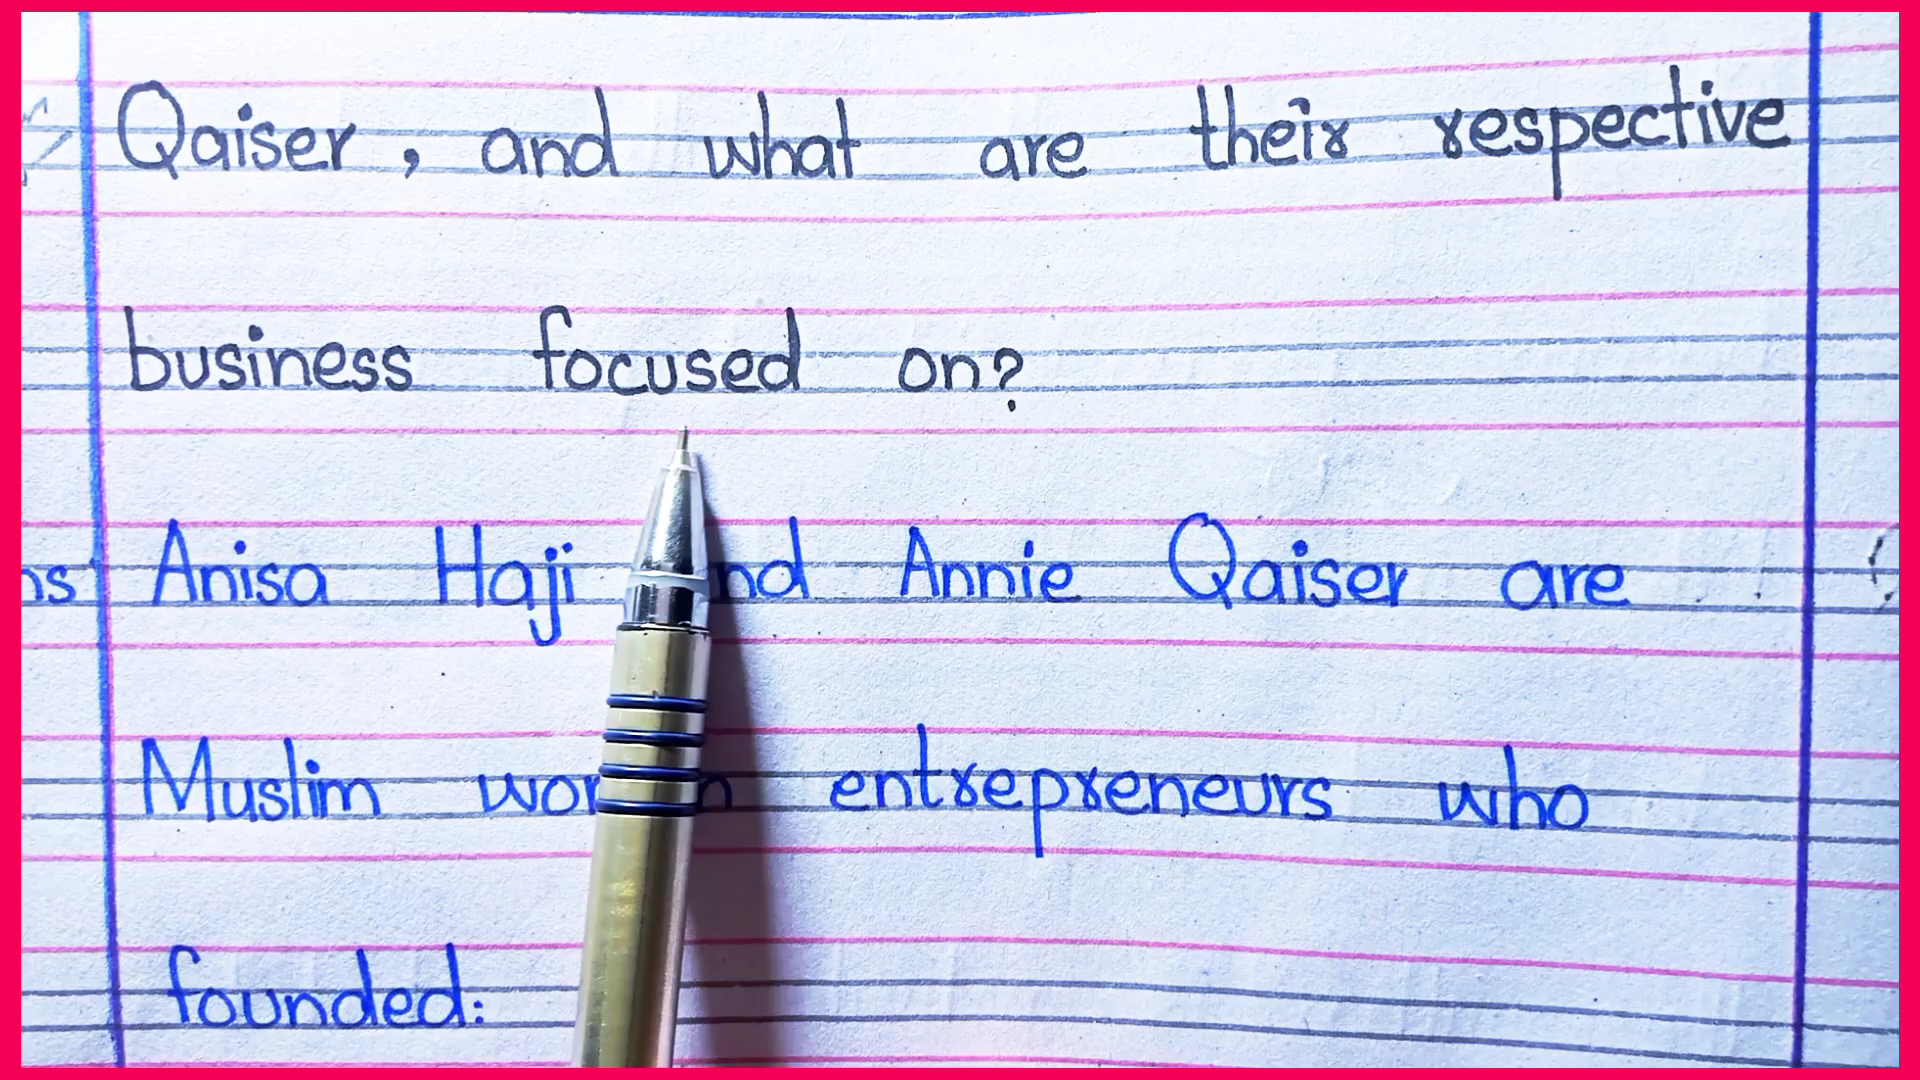 Qaiser, and what are their respective
business focused on?
ns Anisa Haji nd Annie Qaiser are
Muslim entrepreneurs who
founded: